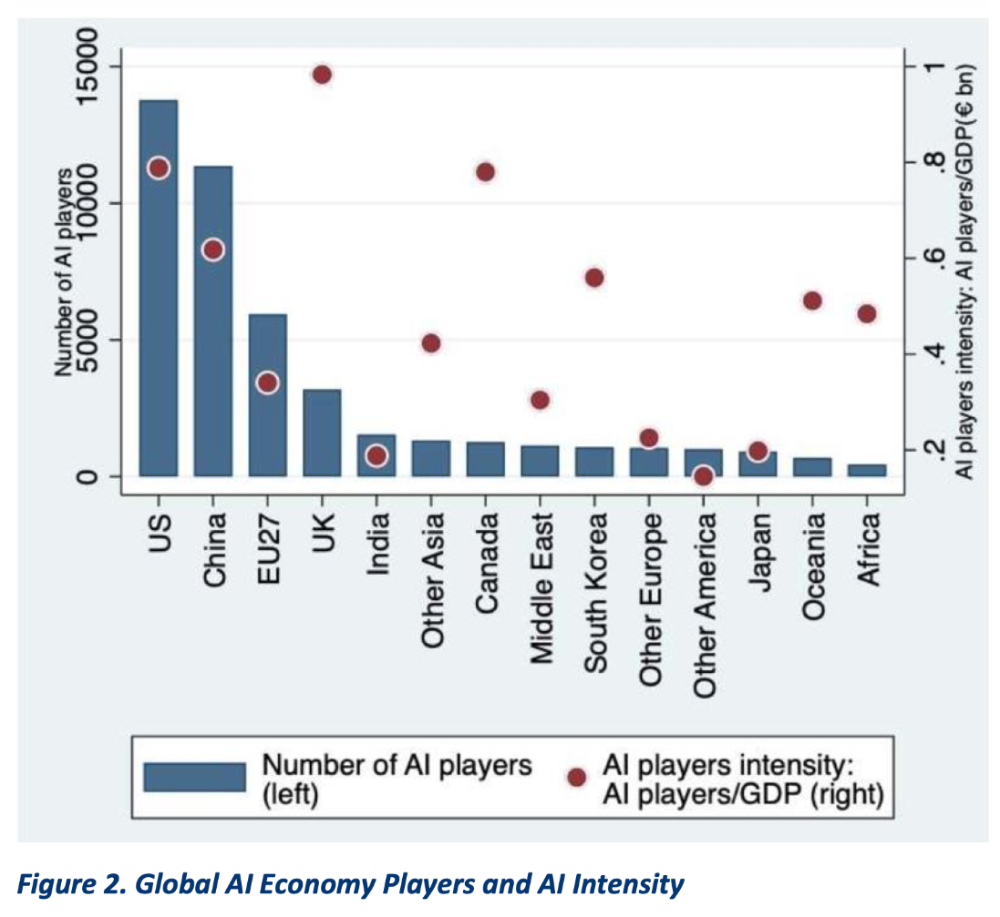 15000
10000
5000
0
Number of AI players
1
.8
.6
.4
.2
AI players intensity: AI players/GDP(€ bn)
US
China
EU27
UK
India
Other Asia
Canada
Middle East
South Korea
Other Europe
Other America
Japan
Oceania
Africa
Number of AI players
(left)
AI players intensity:
AI players/GDP (right)
Figure 2. Global AI Economy Players and AI Intensity